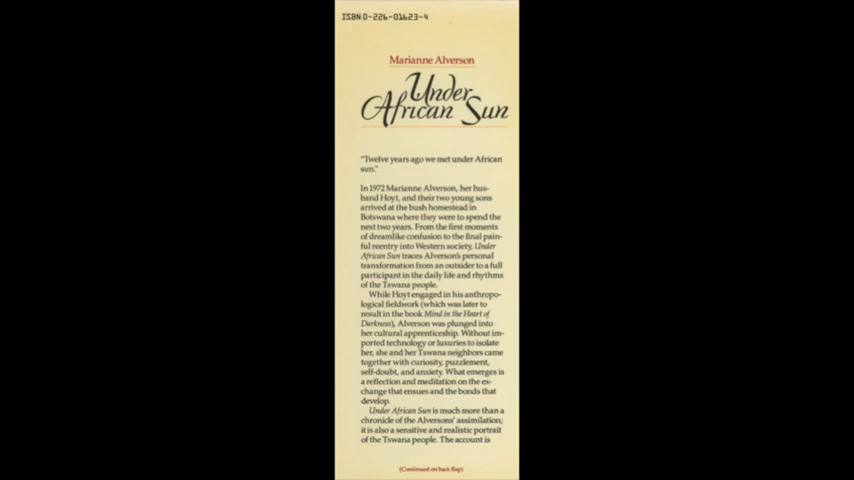 ISBN 0-226-01623-4
Marianne Alverson
Under
African Sun
"Twelve years ago we met under African
sun."
In 1972 Marianne Alverson, her hus-
band Hoyt, and their two young sons
arrived at the bush homestead in
Botswana where they were to spend the
next two years. From the first moments
of dreamlike confusion to the final pain-
ful reentry into Western society, Under
African Sun traces Alverson's personal
transformation from an outsider to a full
participant in the daily life and rhythms
of the Tswana people.
While Hoyt engaged in his anthropo-
logical fieldwork (which was later to
result in the book Mind in the Heart of
Darkness), Alverson was plunged into
her cultural apprenticeship. Without im-
ported technology or luxuries to isolate
her, she and her Tswana neighbors came
together with curiosity, puzzlement,
self-doubt, and anxiety. What emerges is
a reflection and meditation on the ex-
change that ensues and the bonds that
develop.
Under African Sun is much more than a
chronicle of the Alversons' assimilation;
it is also a sensitive and realistic portrait
of the Tswana people. The account is
(Continued on back flap)